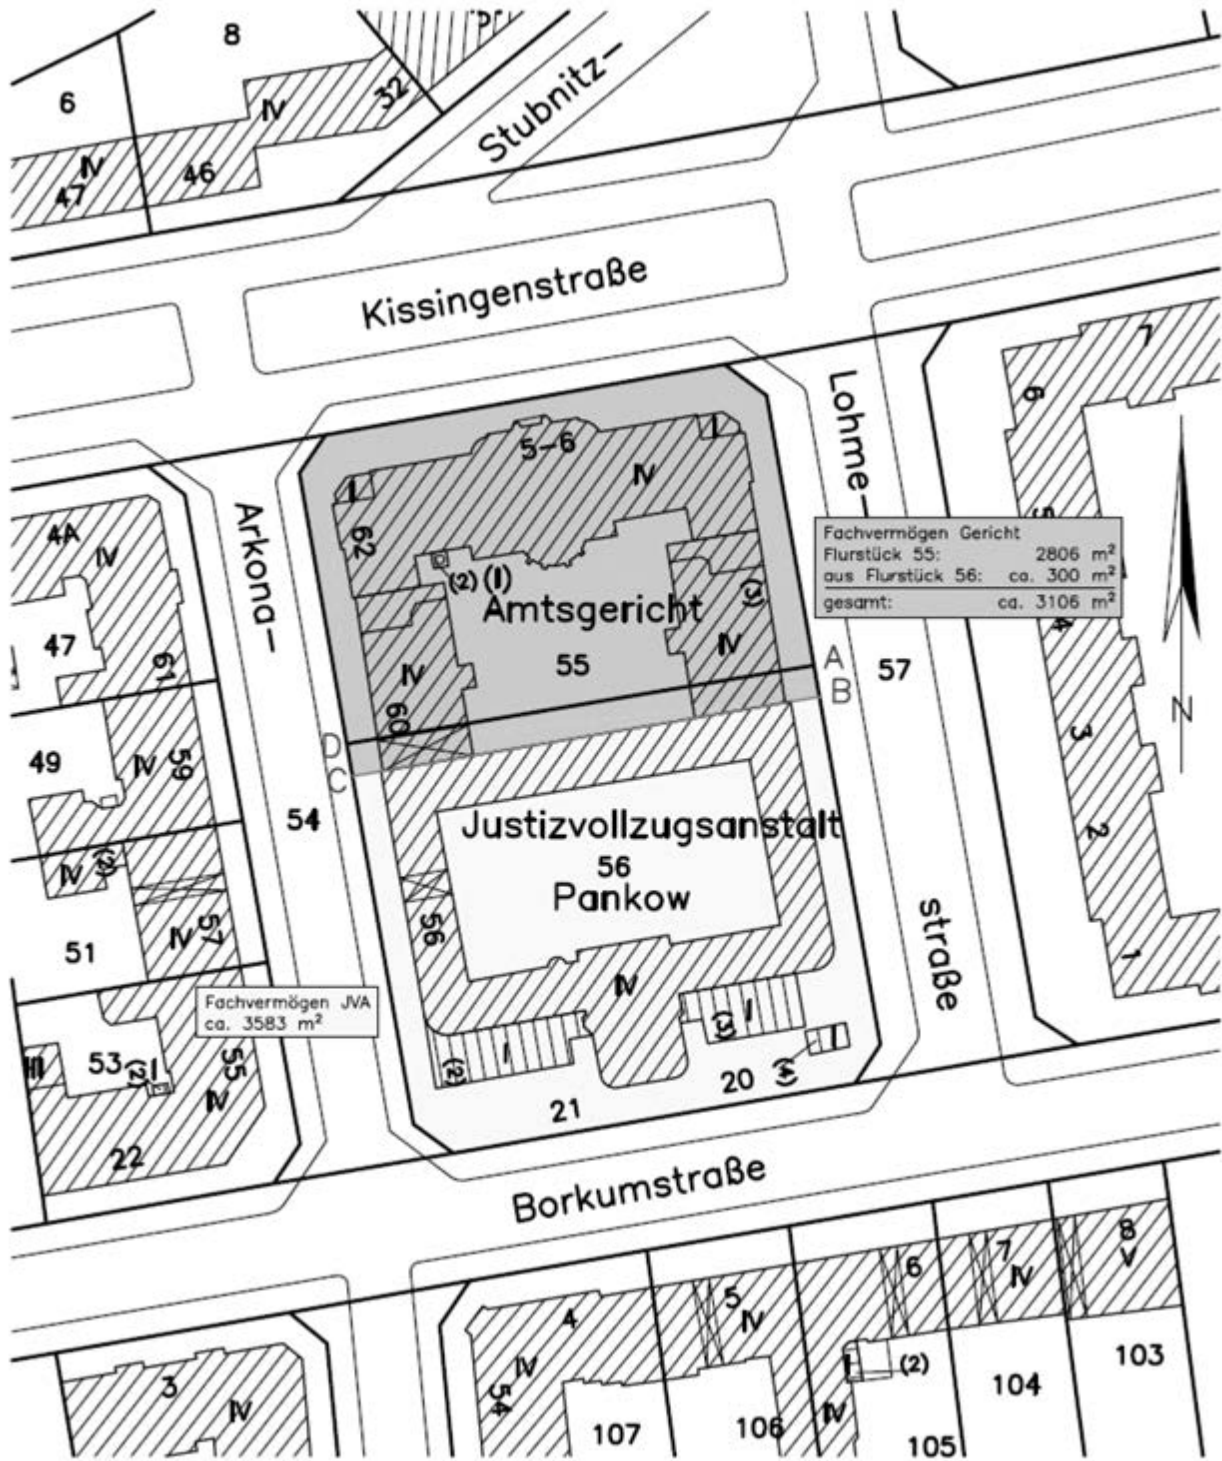 8
6
32
IV
IV
46
47
Stubnitz-
Kissingenstraße
7
6
Lohme-
5-6
I
IV
I
62
Arkona-
4A
IV
Fachvermögen Gericht
Flurstück 55: 2806 m²
aus Flurstück 56: ca. 300 m²
gesamt: ca. 3106 m²
(2) (I)
(3)
Amtsgericht
4
47
61
55
IV
IV
A
57
B
60
D
C
N
3
49
IV
59
54
Justizvollzugsanstalt
56
Pankow
2
IV
(2)
57
IV
56
51
straße
1
IV
Fachvermögen JVA
ca. 3583 m²
I
(3)
I
I
III
53
(2)
I
55
IV
(2)
20
(4)
21
22
Borkumstraße
8
V
7
IV
6
5
IV
4
3
IV
IV
54
I
(2)
103
104
IV
107
106
105